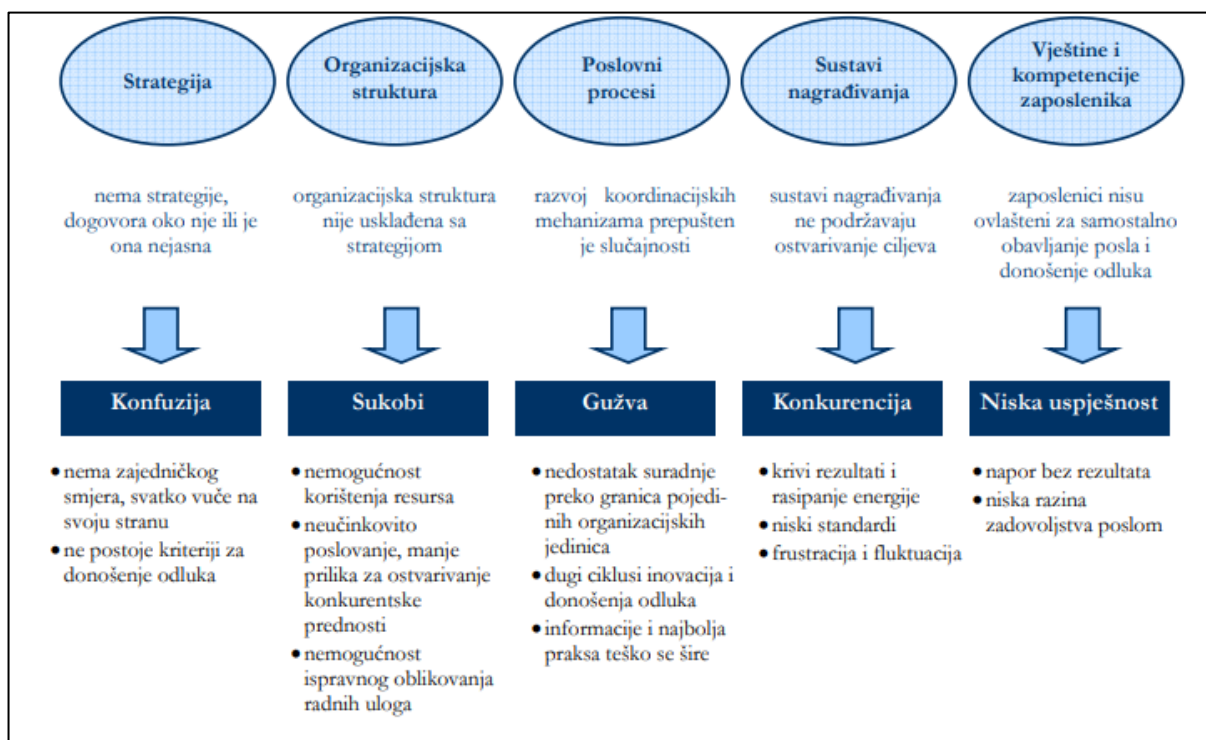 Strategija
Organizacijska
struktura
Poslovni
procesi
Sustavi
nagrađivanja
Vještine i
kompetencije
zaposlenika
nema strategije,
dogovora oko nje ili je
ona nejasna
organizacijska struktura
nije usklađena sa
strategijom
razvoj koordinacijskih
mehanizama prepušten
je slučajnosti
sustavi nagrađivanja
ne podržavaju
ostvarivanje ciljeva
zaposlenici nisu
ovlašteni za samostalno
obavljanje posla i
donošenje odluka
Konfuzija
Sukobi
Gužva
Konkurencija
Niska uspješnost
• nema zajedničkog
smjera, svatko vuče na
svoju stranu
• ne postoje kriteriji za
donošenje odluka
• nemogućnost
korištenja resursa
• neučinkovito
poslovanje, manje
prilika za ostvarivanje
konkurentske
prednosti
• nemogućnost
ispravnog oblikovanja
radnih uloga
• nedostatak suradnje
preko granica pojedi-
nih organizacijskih
jedinica
• dugi ciklusi inovacija i
donošenja odluka
• informacije i najbolja
praksa teško se šire
• krivi rezultati i
rasipanje energije
• niski standardi
• frustracija i fluktuacija
• napor bez rezultata
• niska razina
zadovoljstva poslom